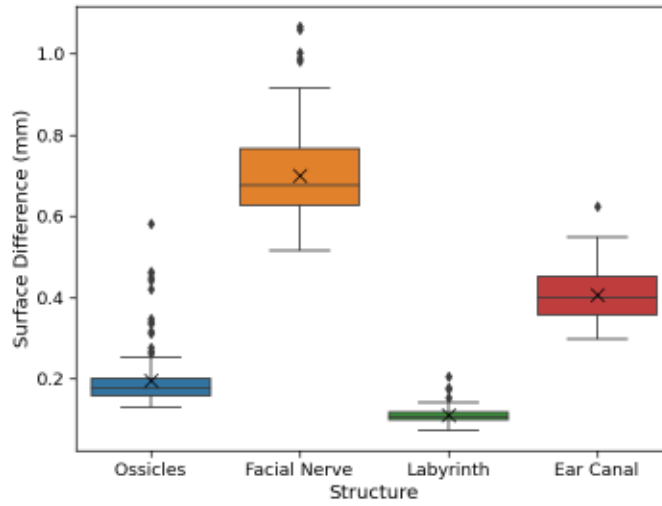 Surface Difference (mm)
1.0
0.8
0.6
0.4
0.2
Ossicles
Facial Nerve
Labyrinth
Ear Canal
Structure